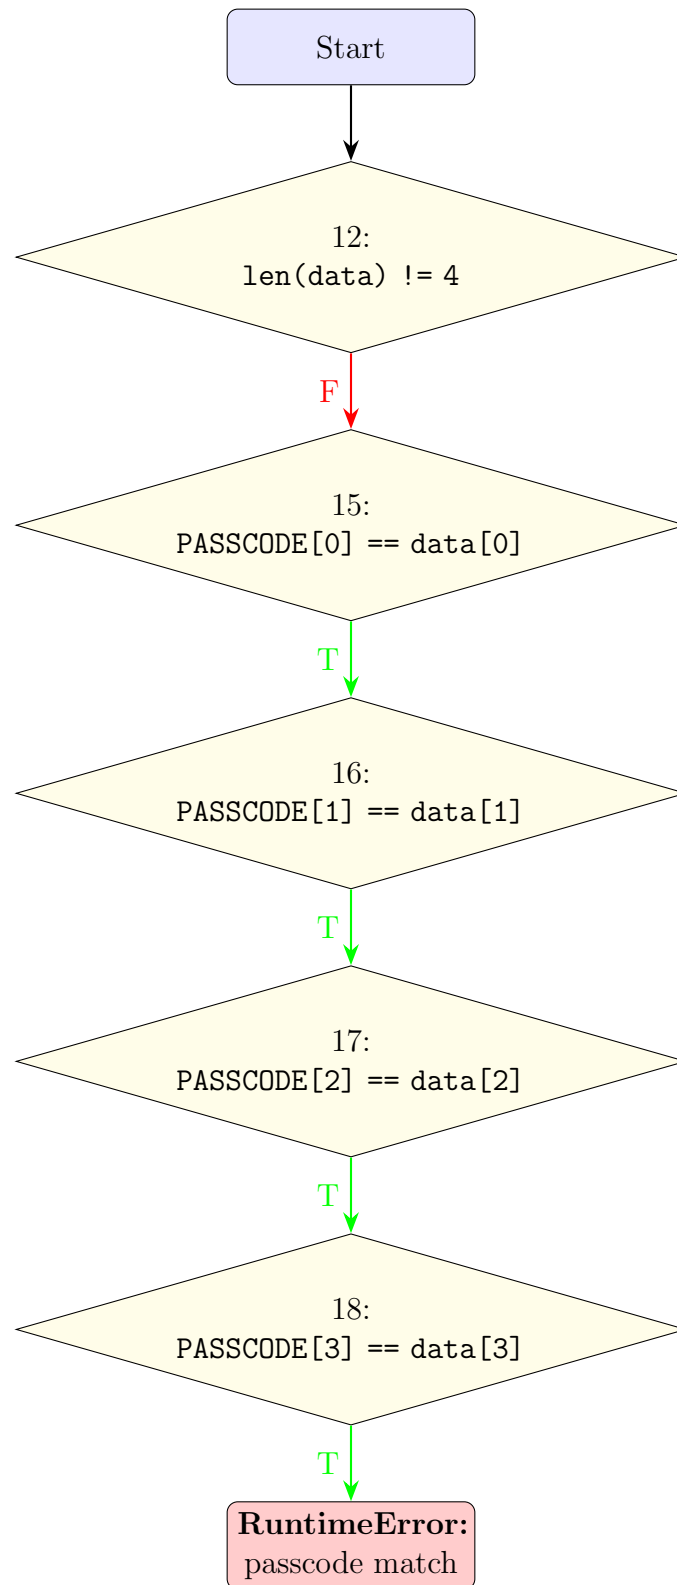 Start
12:
len(data) != 4
F
15:
PASSCODE[0] == data[0]
T
16:
PASSCODE[1] == data[1]
T
17:
PASSCODE[2] == data[2]
T
18:
PASSCODE[3] == data[3]
T
RuntimeError:
passcode match